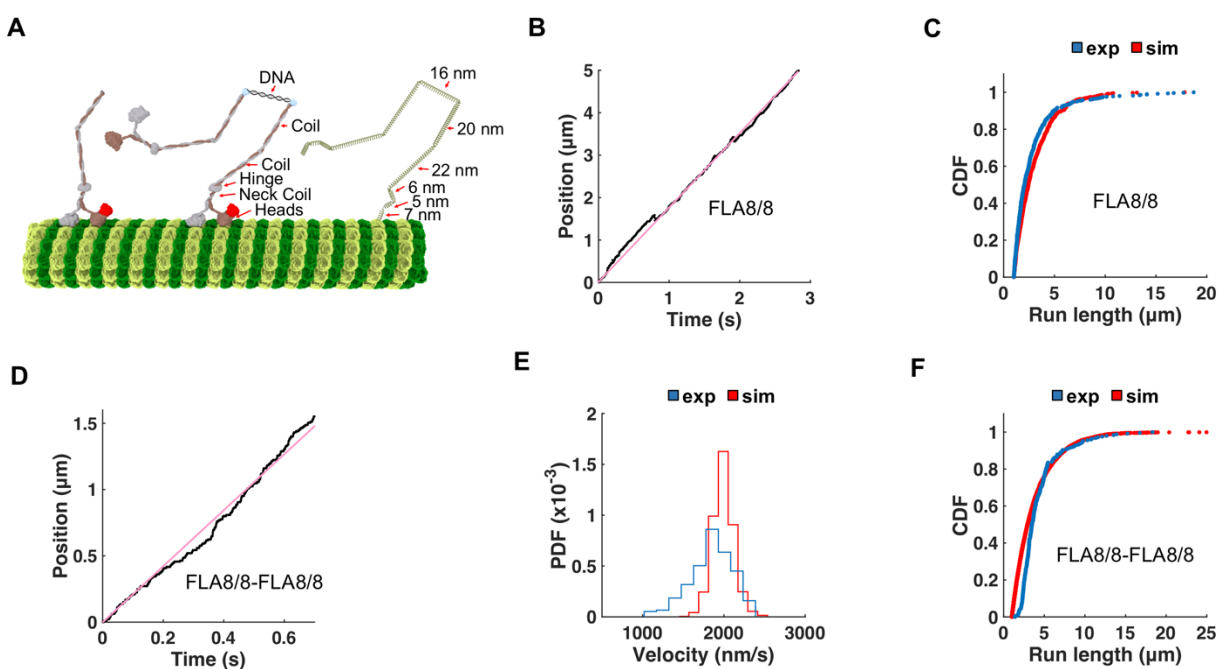 A
DNA
Coil
Coil
Hinge
Neck Coil
Heads
16 nm
20 nm
22 nm
6 nm
5 nm
7 nm
B
5
4
3
2
1
0
Position (µm)
FLA8/8
0 1 2 3
Time (s)
C
exp sim
1
0.8
0.6
0.4
0.2
0
CDF
FLA8/8
0 5 10 15 20
Run length (µm)
D
1.5
1
0.5
0
Position (µm)
FLA8/8-FLA8/8
0 0.2 0.4 0.6
Time (s)
E
exp sim
2
1.5
1
0.5
0
PDF (x10⁻³)
1000 2000 3000
Velocity (nm/s)
F
exp sim
1
0.8
0.6
0.4
0.2
0
CDF
FLA8/8-FLA8/8
0 5 10 15 20 25
Run length (µm)